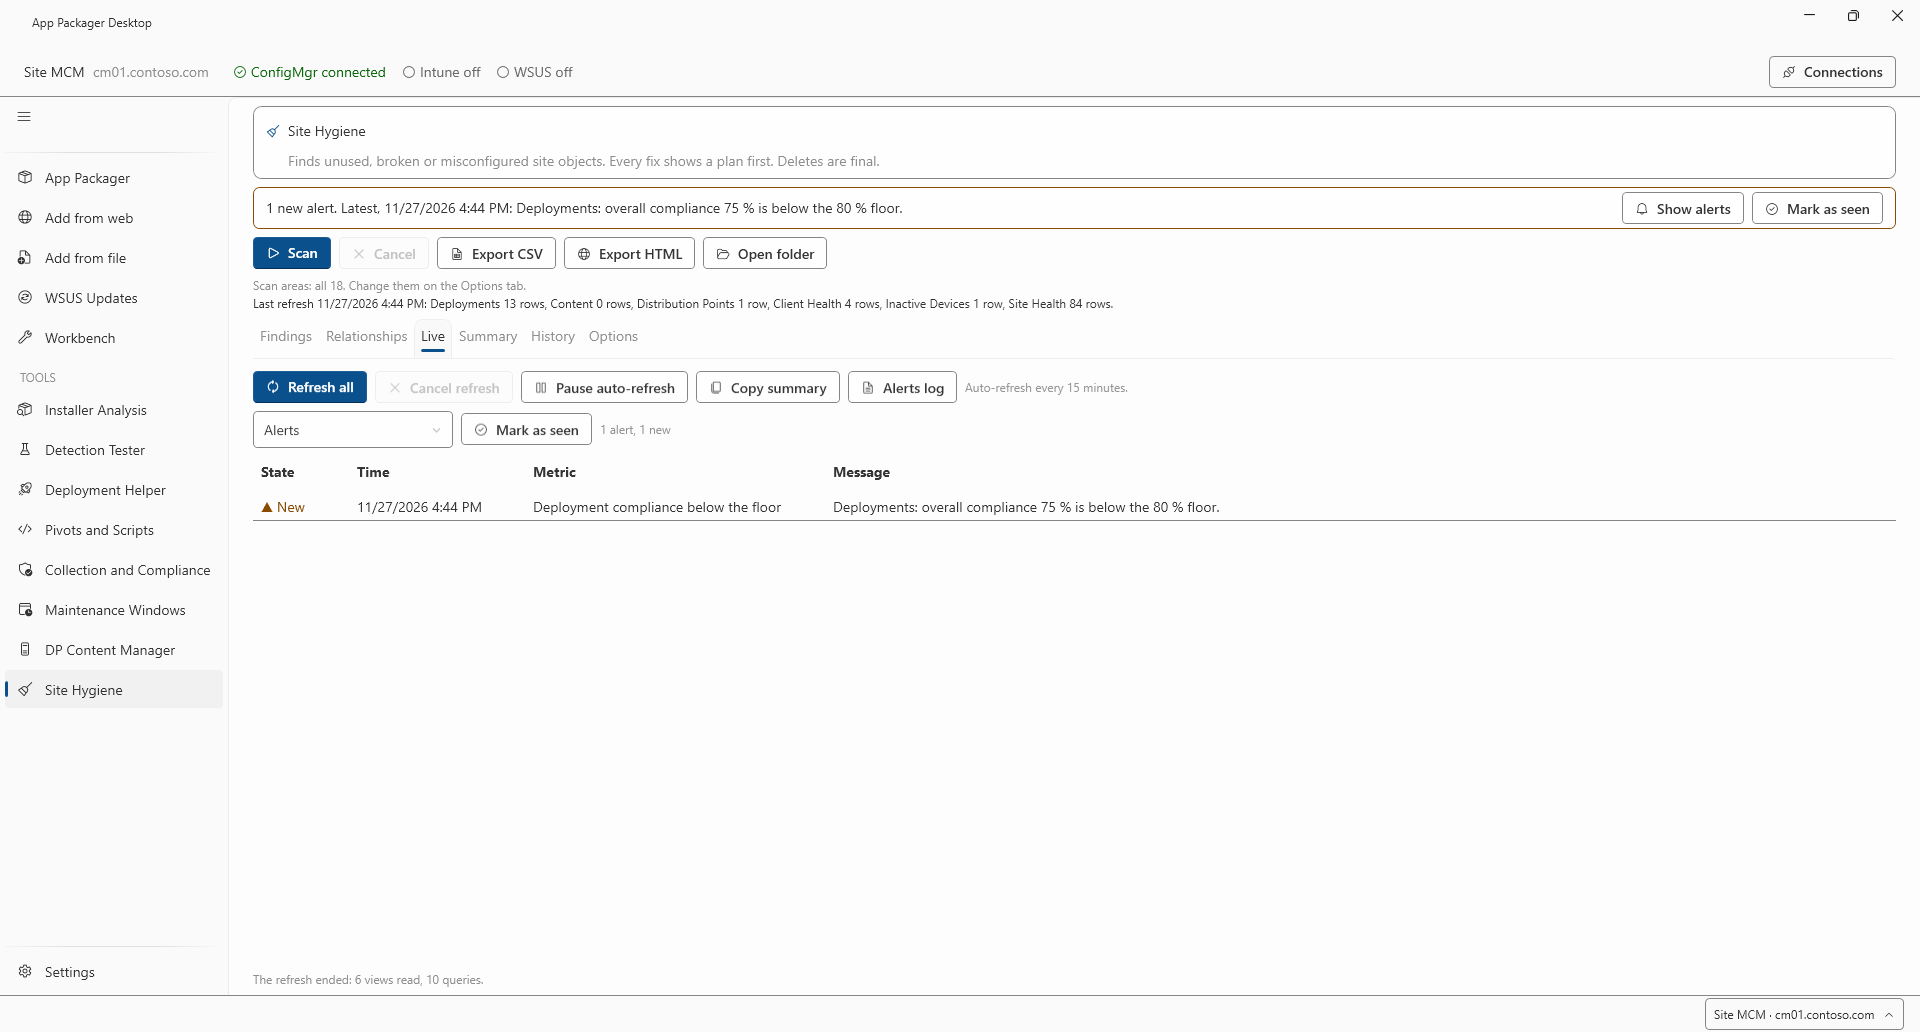 App Packager Desktop
Site MCM cm01.contoso.com ConfigMgr connected Intune off WSUS off Connections
Site Hygiene
Finds unused, broken or misconfigured site objects. Every fix shows a plan first. Deletes are final.
1 new alert. Latest, 11/27/2026 4:44 PM: Deployments: overall compliance 75 % is below the 80 % floor. Show alerts Mark as seen
Scan Cancel Export CSV Export HTML Open folder
Scan areas: all 18. Change them on the Options tab.
Last refresh 11/27/2026 4:44 PM: Deployments 13 rows, Content 0 rows, Distribution Points 1 row, Client Health 4 rows, Inactive Devices 1 row, Site Health 84 rows.
Findings Relationships Live Summary History Options
Refresh all Cancel refresh Pause auto-refresh Copy summary Alerts log Auto-refresh every 15 minutes.
Alerts Mark as seen 1 alert, 1 new
State Time Metric Message
New 11/27/2026 4:44 PM Deployment compliance below the floor Deployments: overall compliance 75 % is below the 80 % floor.
App Packager
Add from web
Add from file
WSUS Updates
Workbench
TOOLS
Installer Analysis
Detection Tester
Deployment Helper
Pivots and Scripts
Collection and Compliance
Maintenance Windows
DP Content Manager
Site Hygiene
Settings
The refresh ended: 6 views read, 10 queries.
Site MCM · cm01.contoso.com